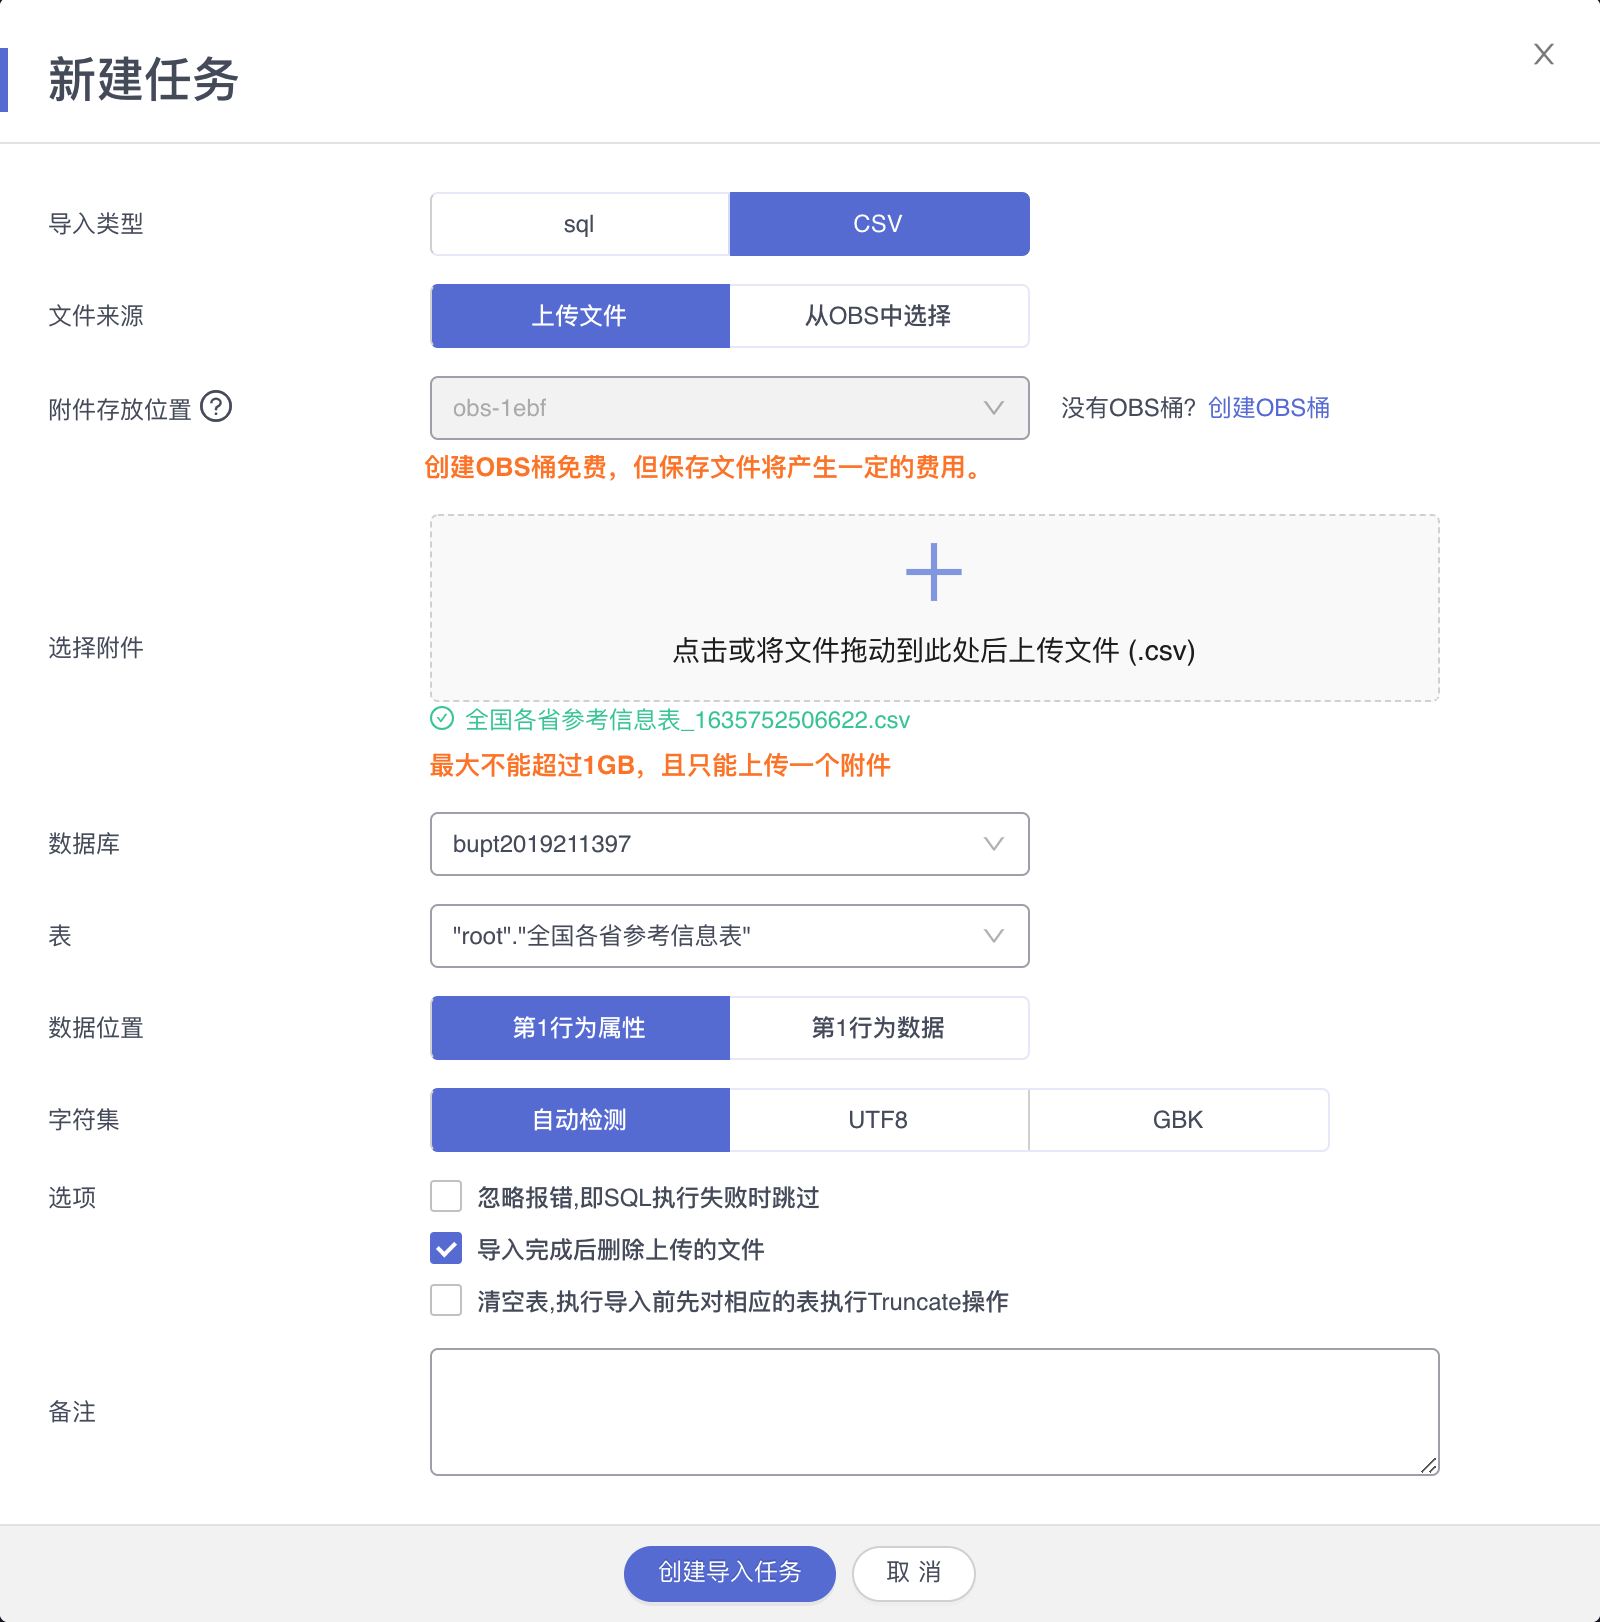 新建任务
导入类型
sql
CSV
文件来源
上传文件
从OBS中选择
附件存放位置
obs-1ebf
没有OBS桶? 创建OBS桶
创建OBS桶免费，但保存文件将产生一定的费用。
选择附件
点击或将文件拖动到此处后上传文件 (.csv)
全国各省参考信息表_1635752506622.csv
最大不能超过1GB，且只能上传一个附件
数据库
bupt2019211397
表
"root"."全国各省参考信息表"
数据位置
第1行为属性
第1行为数据
字符集
自动检测
UTF8
GBK
选项
忽略报错,即SQL执行失败时跳过
导入完成后删除上传的文件
清空表,执行导入前先对相应的表执行Truncate操作
备注
创建导入任务
取 消